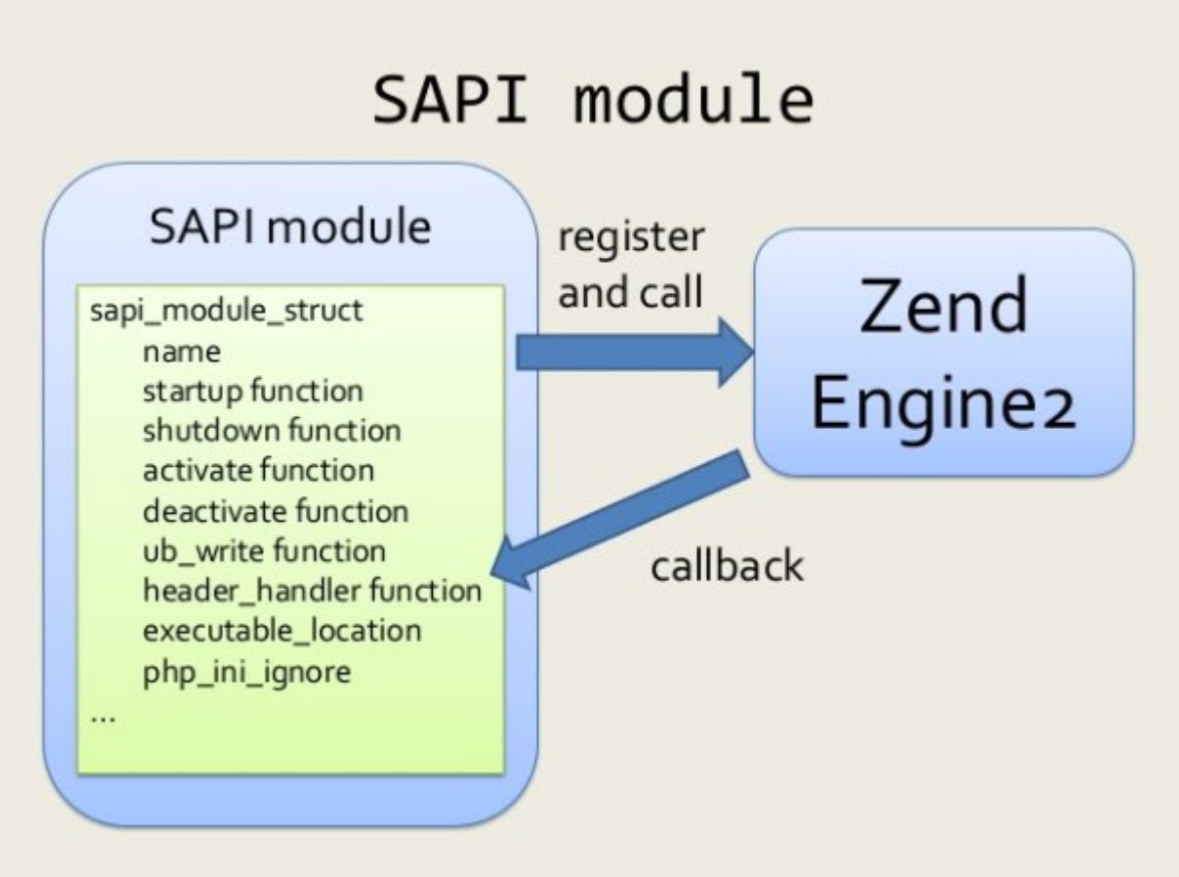 SAPI module
SAPI module
sapi_module_struct
name
startup function
shutdown function
activate function
deactivate function
ub_write function
header_handler function
executable_location
php_ini_ignore
...
register
and call
Zend
Engine2
callback